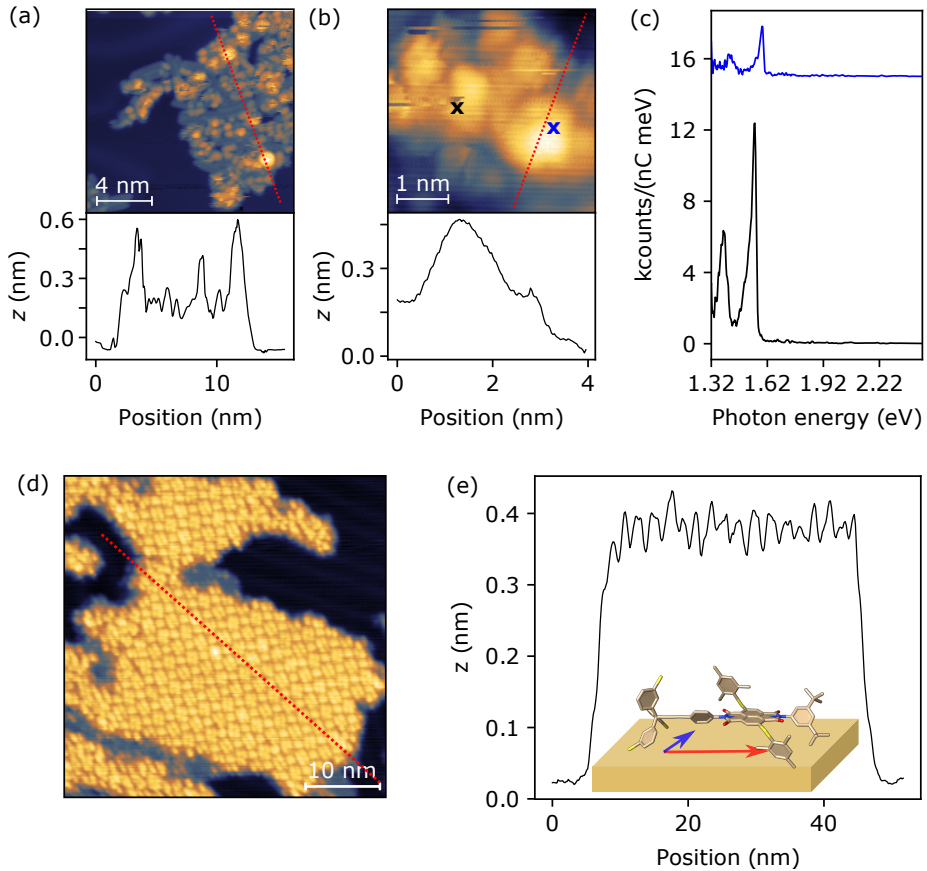 (a)
4 nm
z (nm)
0.6
0.3
0.0
0
10
Position (nm)
(b)
x
x
1 nm
z (nm)
0.3
0.0
0
2
4
Position (nm)
(c)
kcounts/(nC meV)
16
12
8
4
0
1.32
1.62
1.92
2.22
Photon energy (eV)
(d)
10 nm
(e)
z (nm)
0.4
0.3
0.2
0.1
0.0
0
20
40
Position (nm)